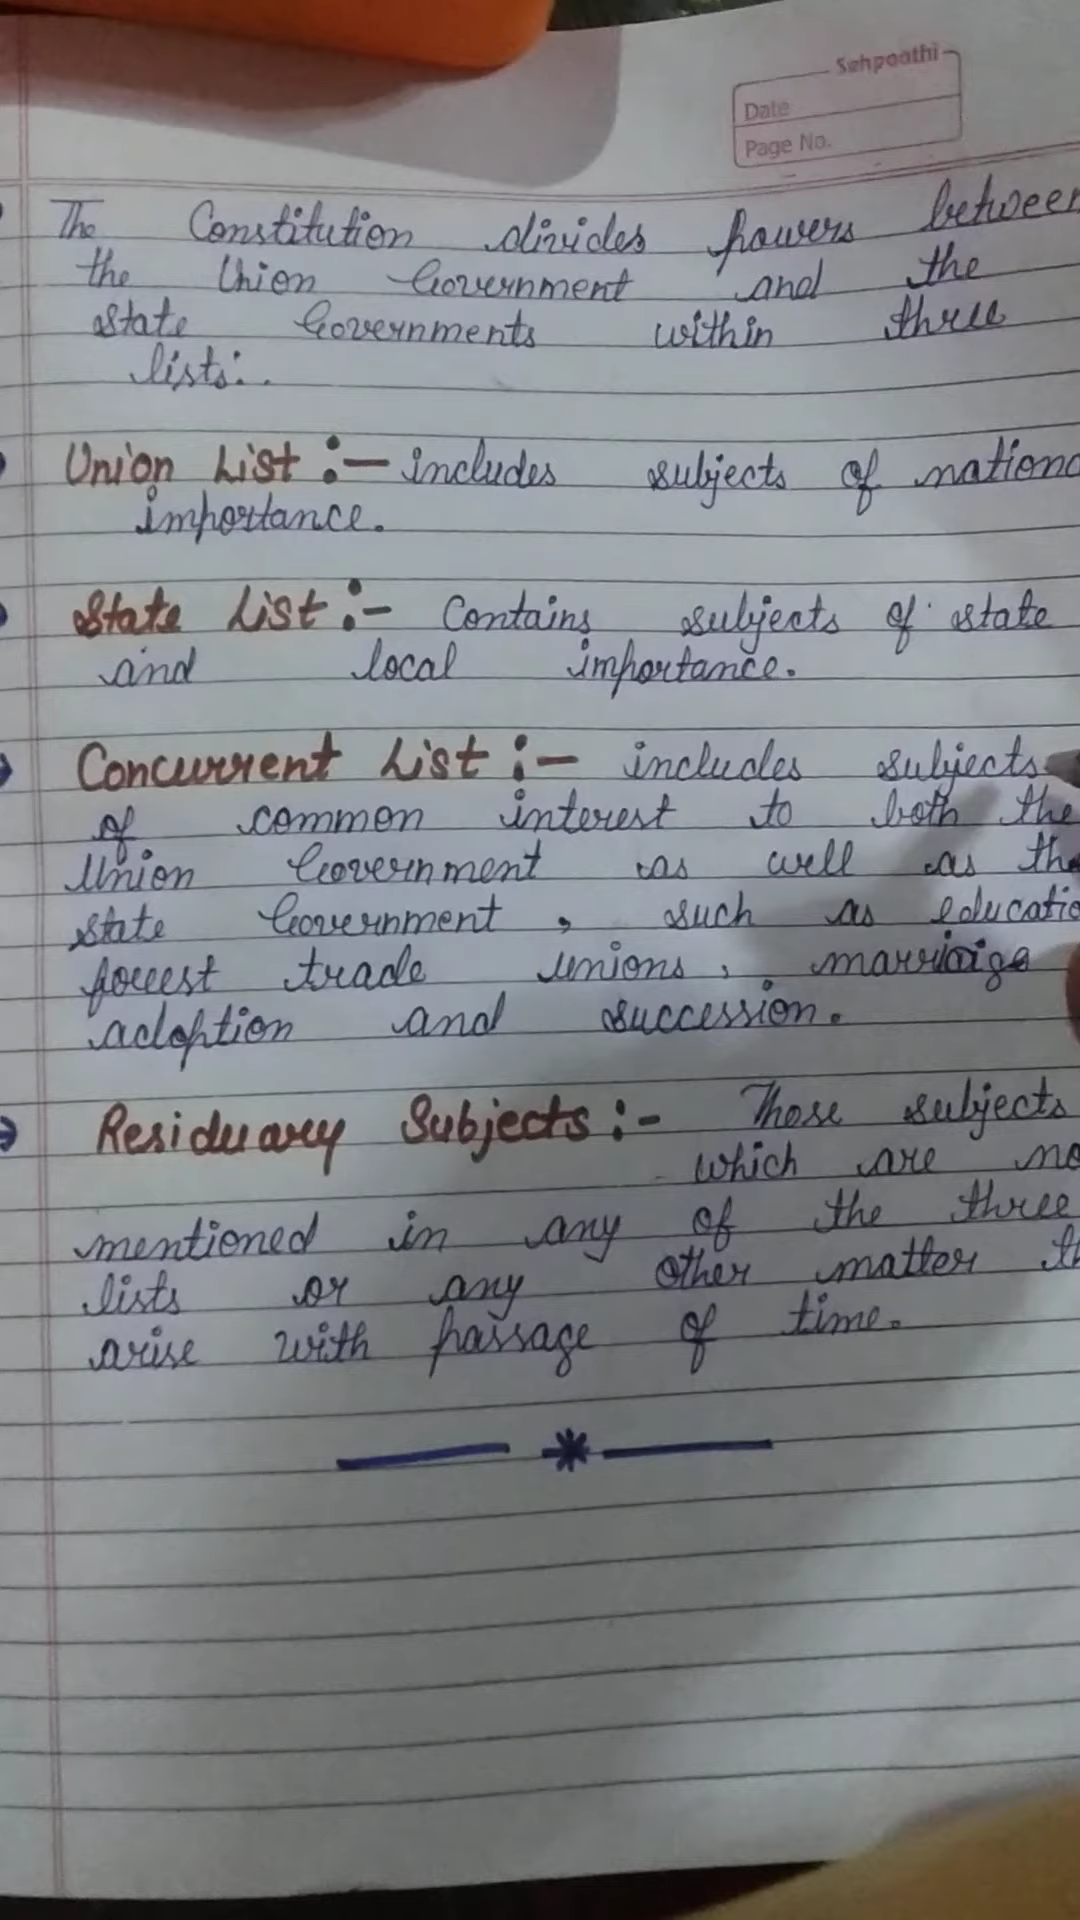 Sehpaathi
Date
Page No.
The Constitution divides powers between
the Union Government and the
state Governments within three
lists:..
Union List :- includes subjects of nationa
importance.
State List :- Contains subjects of state
and local importance.
Concurrent List :- includes subjects
of common interest to both the
Union Government as well as the
state Government, such as educatio
forest trade unions, marriage
adoption and succession.
Residuary Subjects :- Those subjects
which are no
mentioned in any of the three
lists or any other matter th
arise with passage of time.